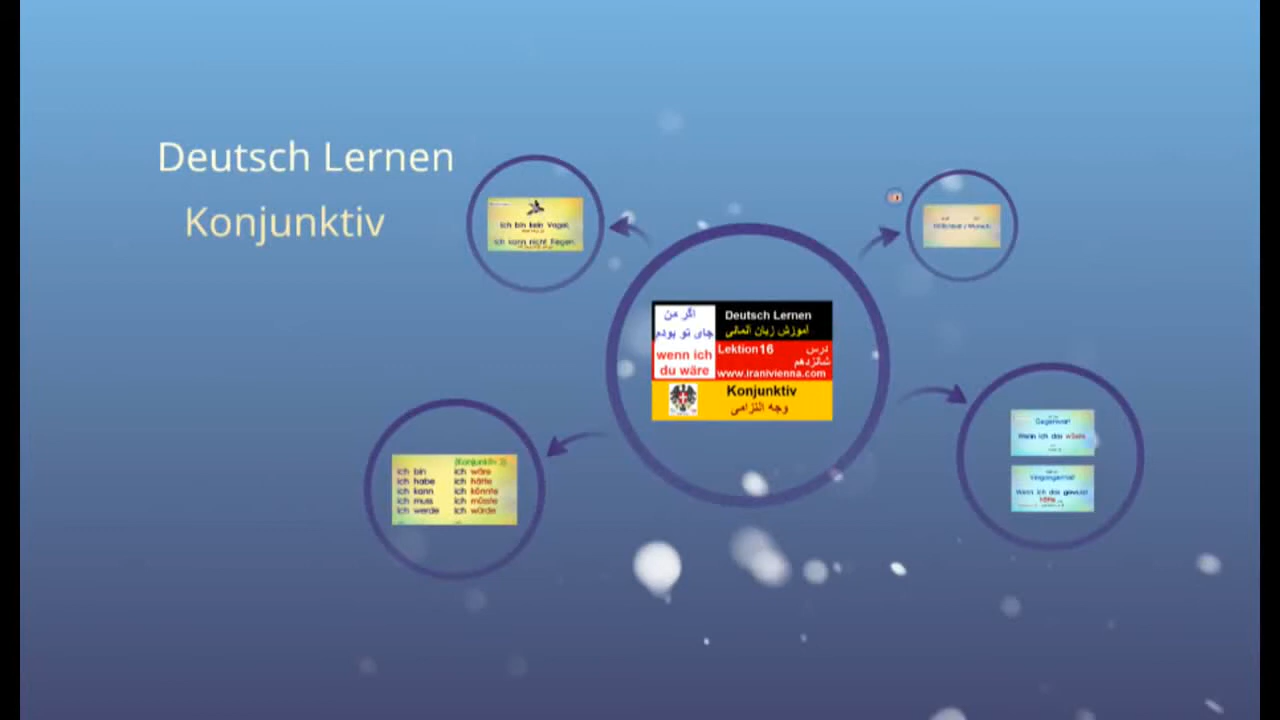 Deutsch Lernen
Konjunktiv
Ich bin kein Vogel.
Ich kann nicht fliegen.
اگر من
جای تو بودم
wenn ich
du wäre
Deutsch Lernen
آموزش زبان آلمانی
Lektion 16
درس
شانزدهم
www.iranivienna.com
Konjunktiv
وجه التزامی
(Konjunktiv 2)
ich bin ich wäre
ich habe ich hätte
ich kann ich könnte
ich muss ich müsste
ich werde ich würde
Gegenwart
Wenn ich das wüsste
Vergangenheit
Wenn ich das gewusst
hätte